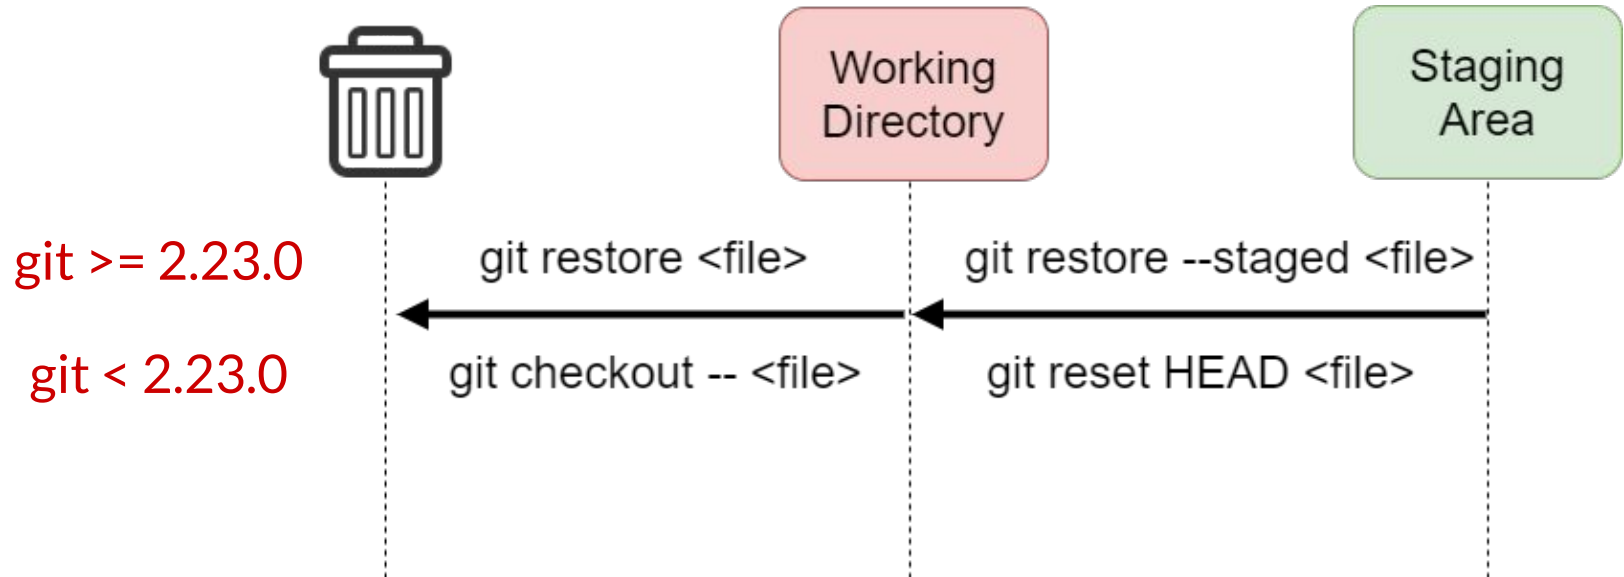 Working
Directory
Staging
Area
git >= 2.23.0
git restore <file>
git restore --staged <file>
git < 2.23.0
git checkout -- <file>
git reset HEAD <file>